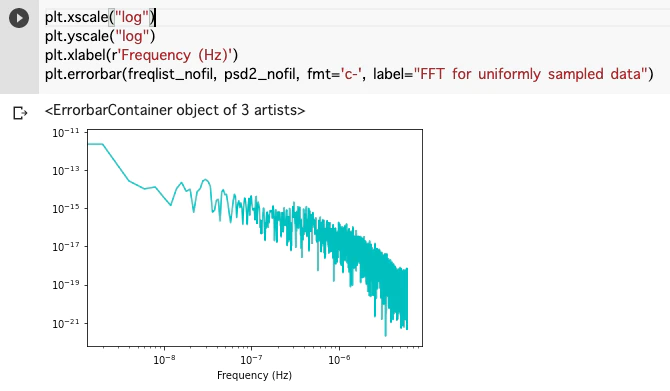 plt.xscale("log")
plt.yscale("log")
plt.xlabel(r'Frequency (Hz)')
plt.errorbar(freqlist_nofil, psd2_nofil, fmt='c-', label="FFT for uniformly sampled data")
<ErrorbarContainer object of 3 artists>
10⁻¹¹
10⁻¹³
10⁻¹⁵
10⁻¹⁷
10⁻¹⁹
10⁻²¹
10⁻⁸ 10⁻⁷ 10⁻⁶
Frequency (Hz)